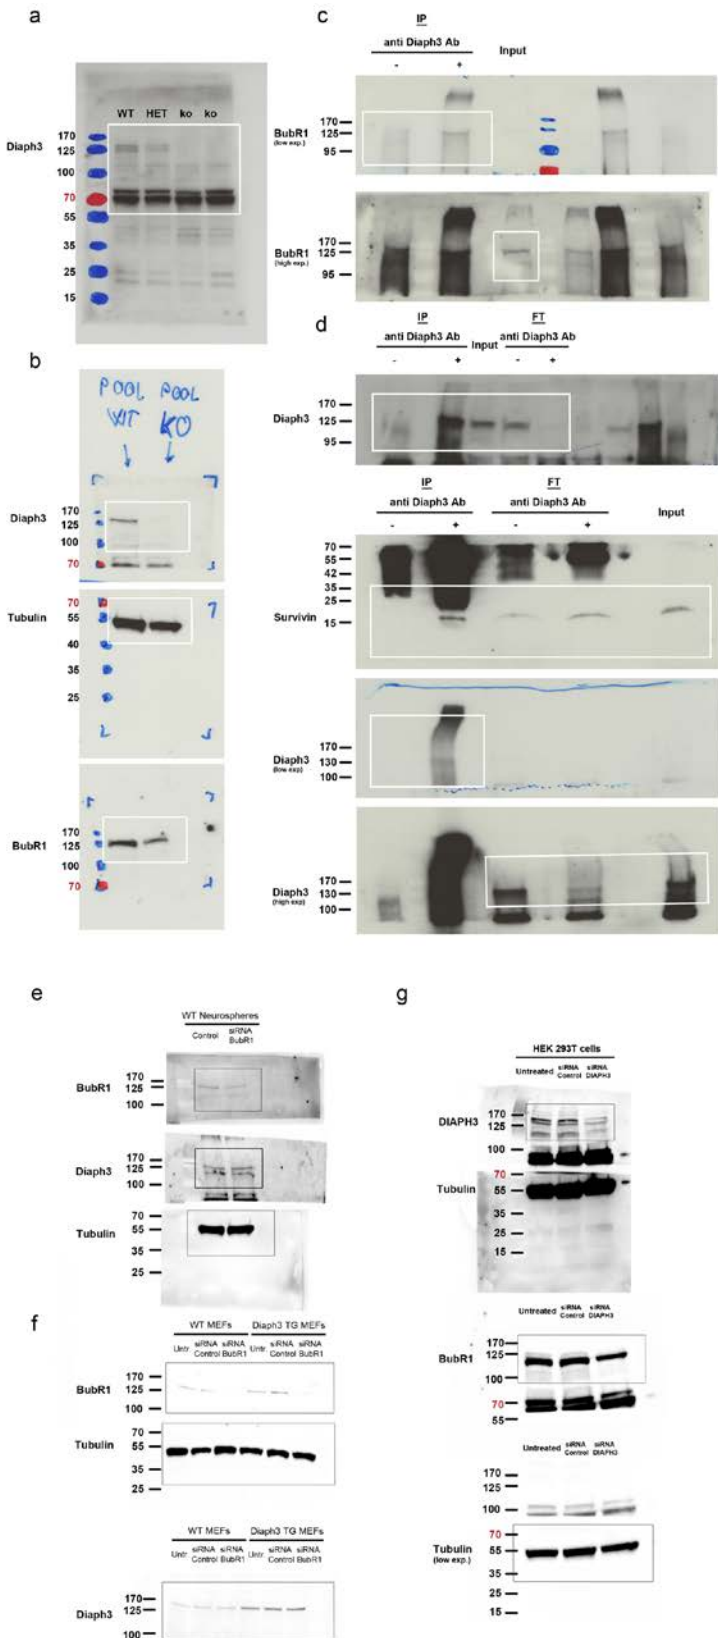 a
WT HET ko ko
Diaph3
170
125
100
70
55
35
25
15
b
POOL POOL
WT KO
Diaph3
170
125
100
70
Tubulin
70
55
40
35
25
BubR1
170
125
100
70
c
IP
anti Diaph3 Ab Input
- +
BubR1
(low exp.)
170
125
95
BubR1
(high exp.)
170
125
95
d
IP FT
anti Diaph3 Ab Input anti Diaph3 Ab
- + - +
Diaph3
170
125
95
IP FT
anti Diaph3 Ab anti Diaph3 Ab Input
- + - +
Survivin
70
55
42
35
25
15
Diaph3
(low exp)
170
130
100
Diaph3
(high exp)
170
130
100
e
WT Neurospheres
Control siRNA BubR1
BubR1
170
125
100
Diaph3
170
125
100
Tubulin
70
55
35
25
f
WT MEFs Diaph3 TG MEFs
Untr. siRNA Control siRNA BubR1 Untr. siRNA Control siRNA BubR1
BubR1
170
125
100
Tubulin
70
55
35
25
WT MEFs Diaph3 TG MEFs
Untr. siRNA Control siRNA BubR1 Untr. siRNA Control siRNA BubR1
Diaph3
170
125
100
g
HEK 293T cells
Untreated siRNA Control siRNA DIAPH3
DIAPH3
170
125
100
70
Tubulin
55
35
25
15
Untreated siRNA Control siRNA DIAPH3
BubR1
170
125
100
70
55
Untreated siRNA Control siRNA DIAPH3
170
125
100
70
Tubulin
(low exp.)
55
35
25
15